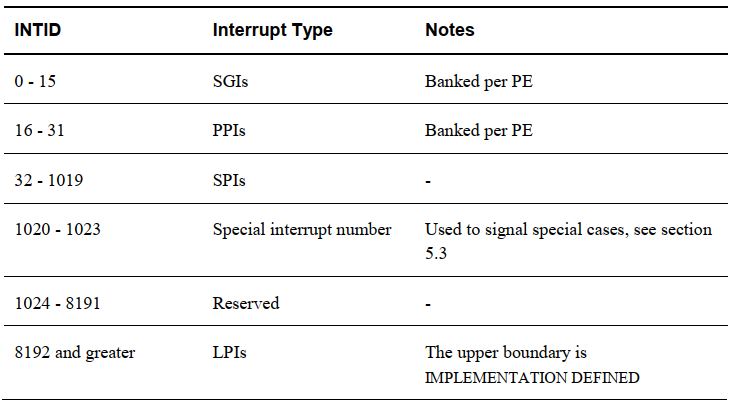 INTID Interrupt Type Notes
0 - 15 SGIs Banked per PE
16 - 31 PPIs Banked per PE
32 - 1019 SPIs -
1020 - 1023 Special interrupt number Used to signal special cases, see section
5.3
1024 - 8191 Reserved -
8192 and greater LPIs The upper boundary is
IMPLEMENTATION DEFINED